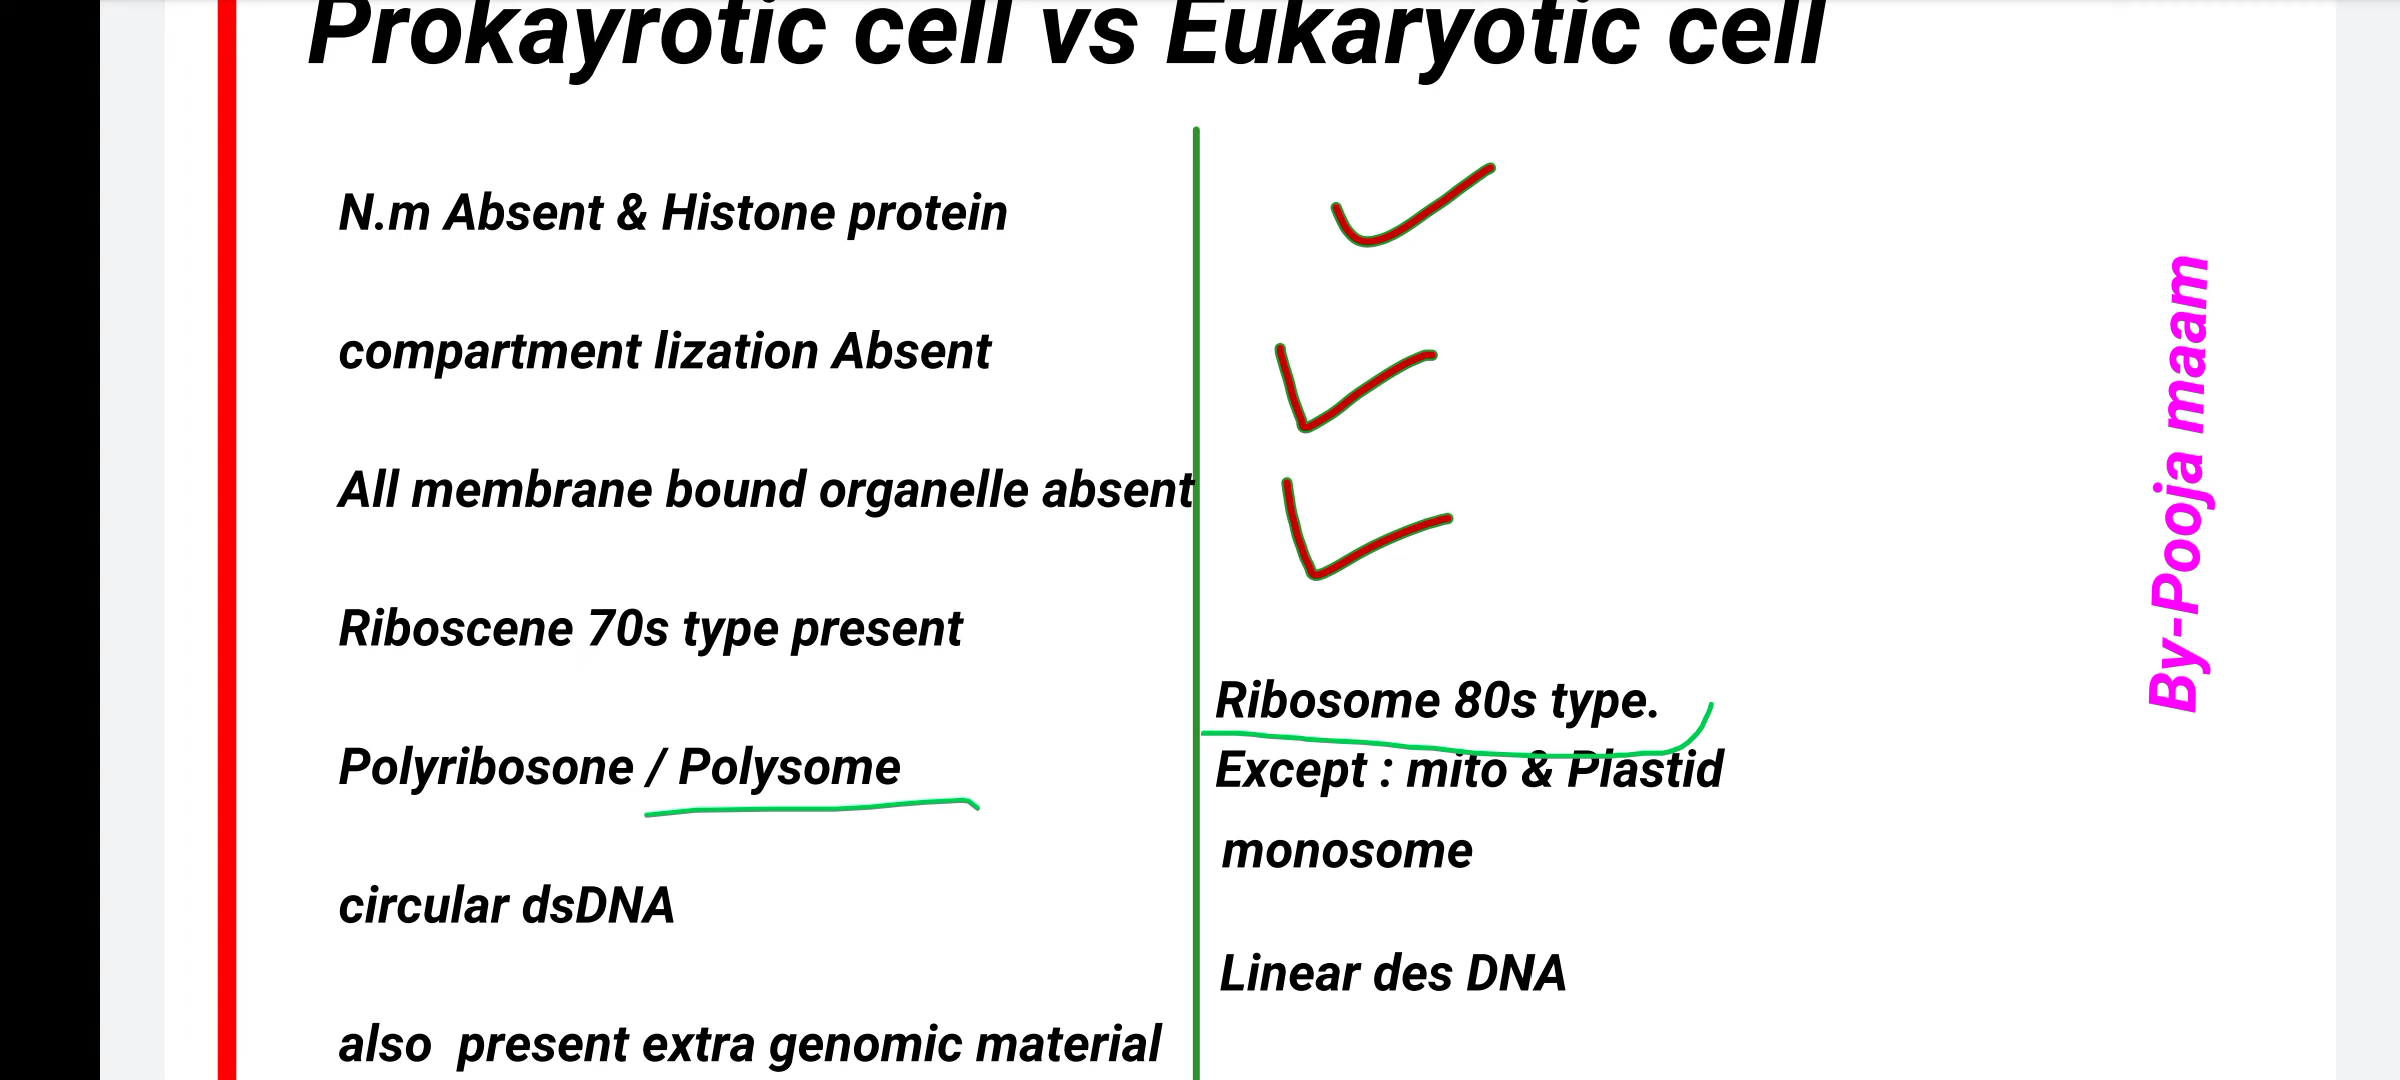 Prokayrotic cell vs Eukaryotic cell
N.m Absent & Histone protein
compartment lization Absent
All membrane bound organelle absent
Riboscene 70s type present
Polyribosone / Polysome
circular dsDNA
also present extra genomic material
Ribosome 80s type.
Except : mito & Plastid
monosome
Linear des DNA
By-Pooja maam